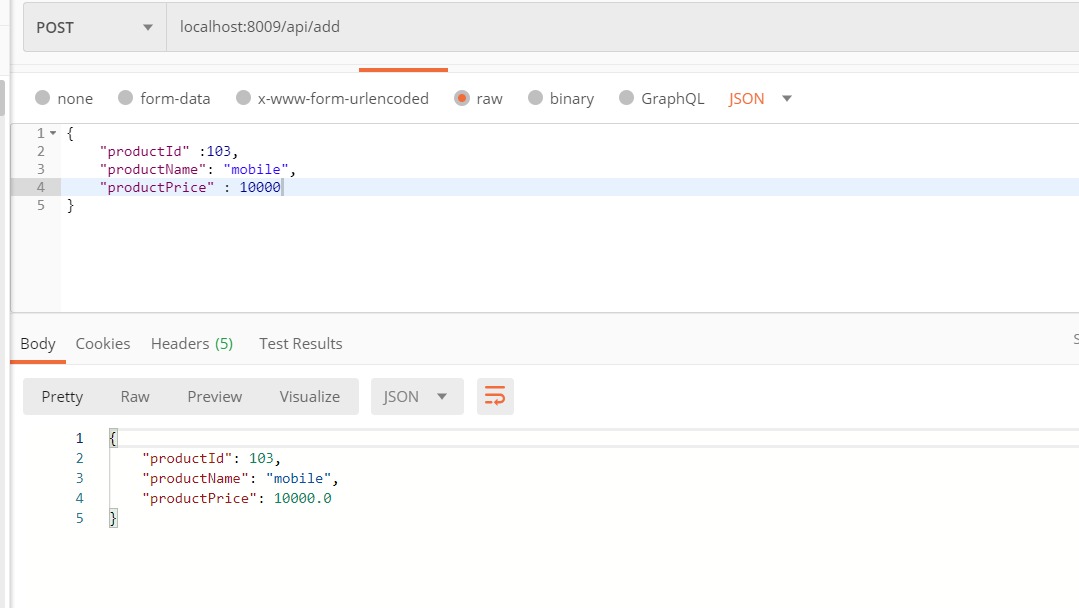 POST localhost:8009/api/add
none form-data x-www-form-urlencoded raw binary GraphQL JSON
1 {
2 "productId" :103,
3 "productName": "mobile",
4 "productPrice" : 10000
5 }
Body Cookies Headers (5) Test Results
Pretty Raw Preview Visualize JSON
1 {
2 "productId": 103,
3 "productName": "mobile",
4 "productPrice": 10000.0
5 }